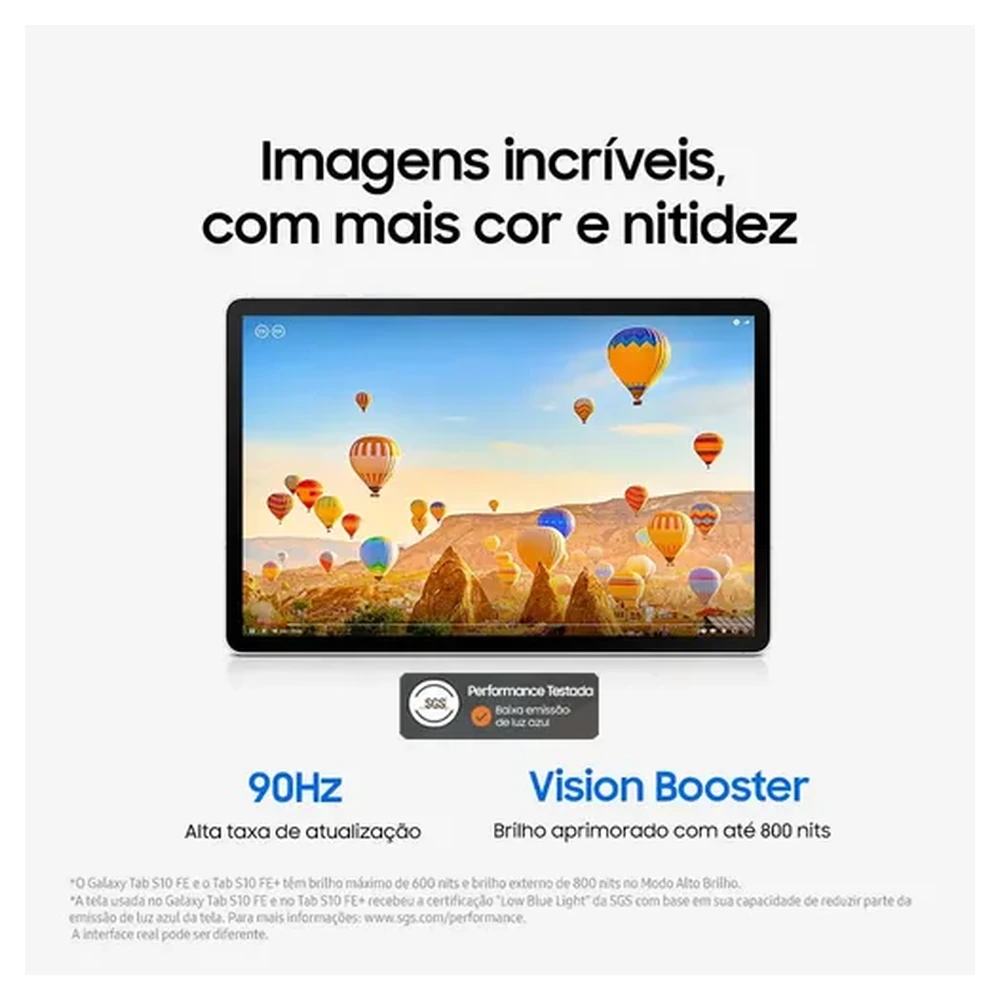 Imagens incríveis,
com mais cor e nitidez
SGS
Performance Testada
Baixa emissão
de luz azul
90Hz
Alta taxa de atualização
Vision Booster
Brilho aprimorado com até 800 nits
*O Galaxy Tab S10 FE e o Tab S10 FE+ têm brilho máximo de 600 nits e brilho externo de 800 nits no Modo Alto Brilho.
*A tela usada no Galaxy Tab S10 FE e no Tab S10 FE+ recebeu a certificação "Low Blue Light" da SGS com base em sua capacidade de reduzir parte da
emissão de luz azul da tela. Para mais informações: www.sgs.com/performance.
A interface real pode ser diferente.